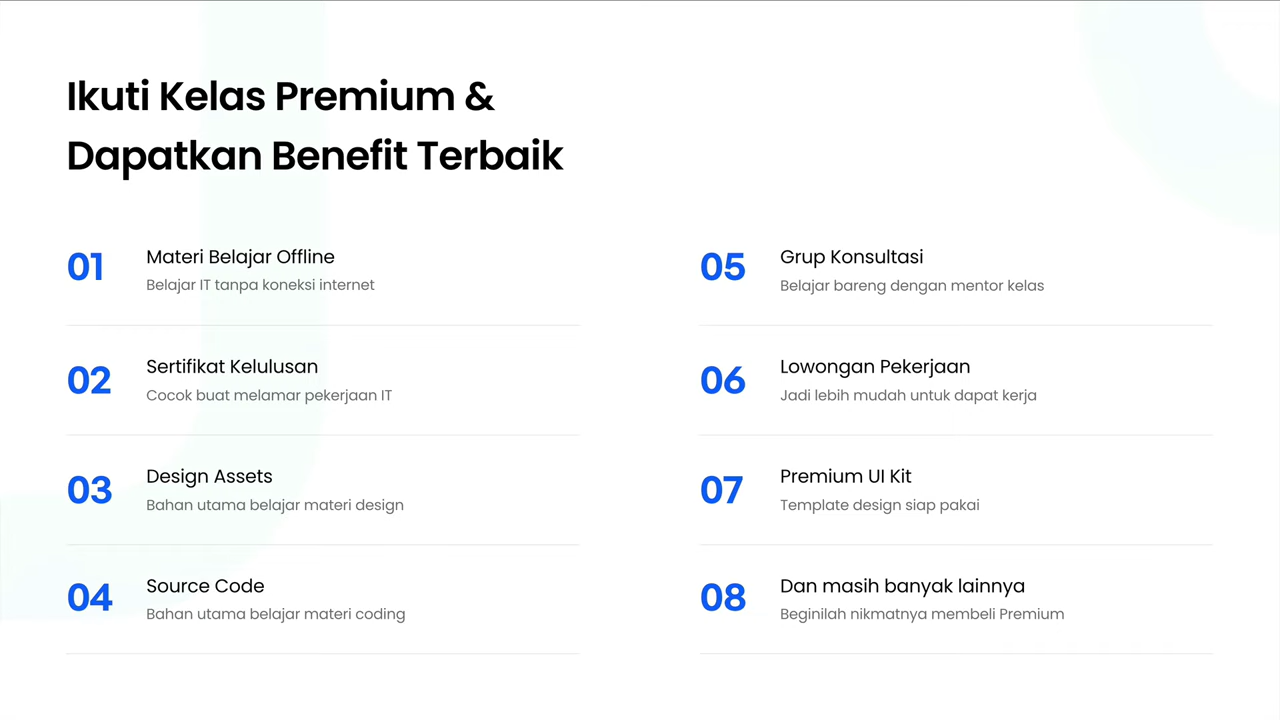 Ikuti Kelas Premium &
Dapatkan Benefit Terbaik
01
Materi Belajar Offline
Belajar IT tanpa koneksi internet
02
Sertifikat Kelulusan
Cocok buat melamar pekerjaan IT
03
Design Assets
Bahan utama belajar materi design
04
Source Code
Bahan utama belajar materi coding
05
Grup Konsultasi
Belajar bareng dengan mentor kelas
06
Lowongan Pekerjaan
Jadi lebih mudah untuk dapat kerja
07
Premium UI Kit
Template design siap pakai
08
Dan masih banyak lainnya
Beginilah nikmatnya membeli Premium